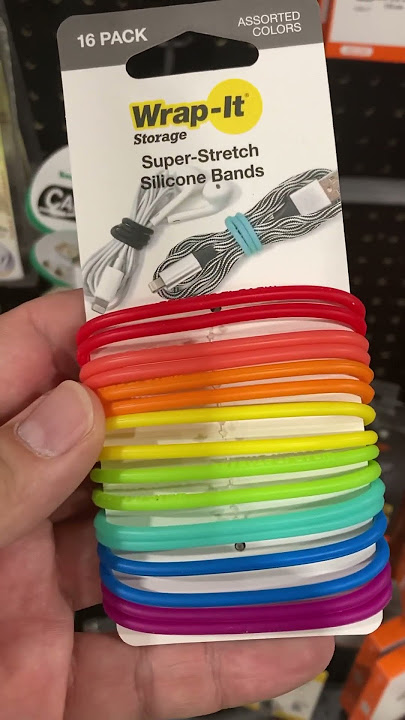 16 PACK
ASSORTED
COLORS
Wrap-It®
Storage
Super-Stretch
Silicone Bands